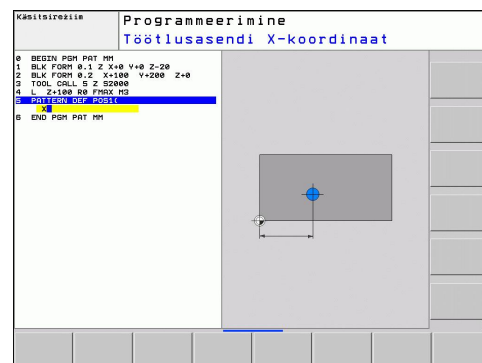 Käsitsirežiim
Programmeerimine
Töötlusasendi X-koordinaat
0 BEGIN PGM PAT MM
1 BLK FORM 0.1 Z X+0 Y+0 Z-20
2 BLK FORM 0.2 X+100 Y+200 Z+0
3 TOOL CALL 5 Z S2000
4 L Z+100 R0 FMAX M3
5 PATTERN DEF POS1(
X
6 END PGM PAT MM